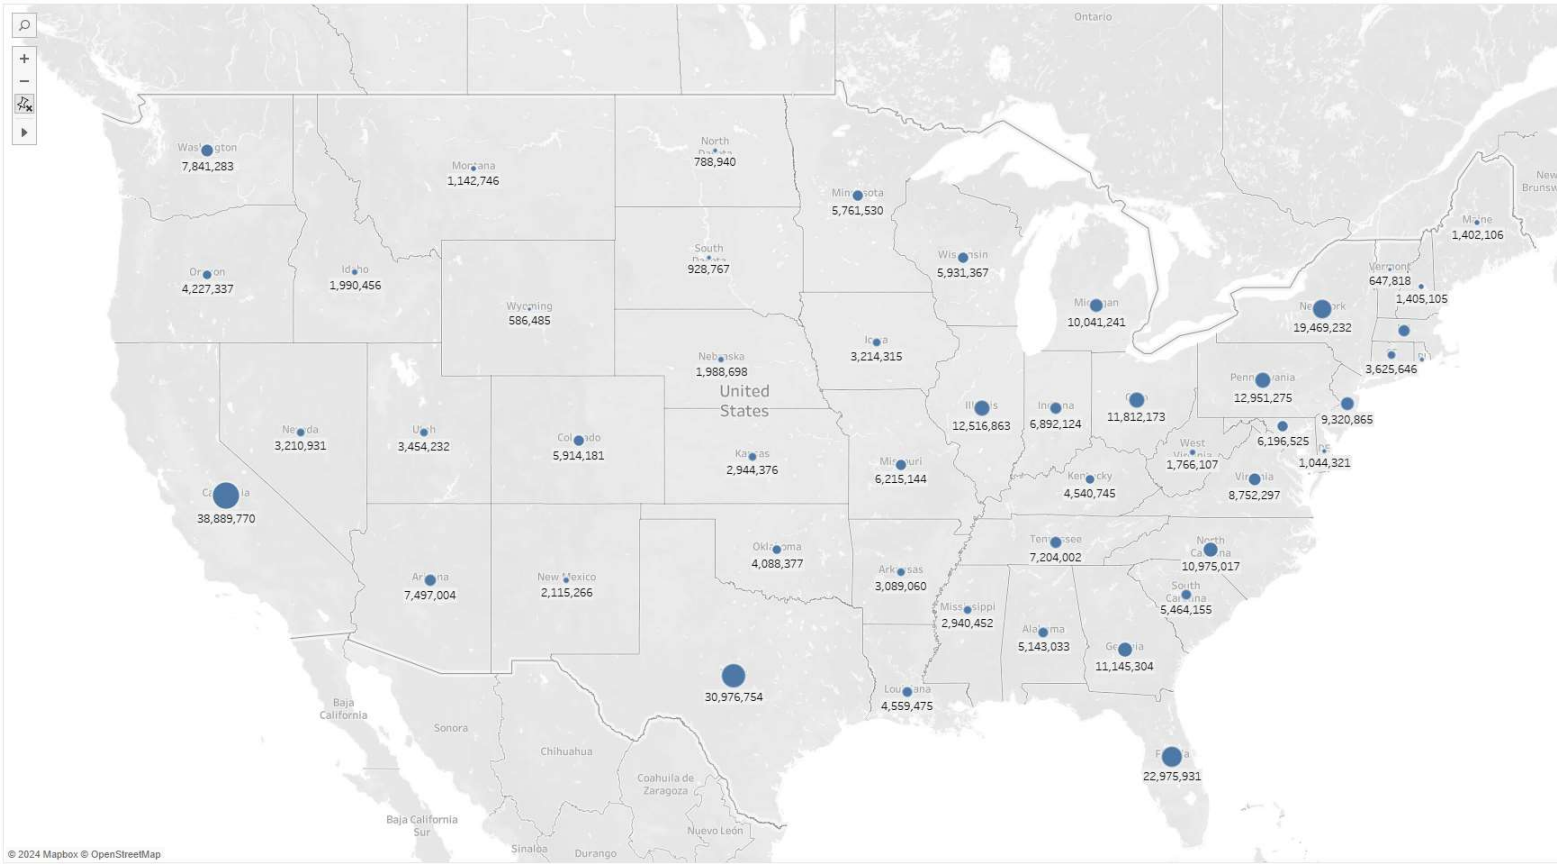 Ontario
New
Brunsw
Washington
7,841,283
Montana
1,142,746
North
Dakota
788,940
Minnesota
5,761,530
Maine
1,402,106
Oregon
4,227,337
Idaho
1,990,456
South
Dakota
928,767
Wisconsin
5,931,367
Vermont
647,818
1,405,105
Wyoming
586,485
Michigan
10,041,241
New York
19,469,232
Nebraska
1,988,698
Iowa
3,214,315
3,625,646
United
States
Pennsylvania
12,951,275
Illinois
12,516,863
Indiana
6,892,124
Ohio
11,812,173
9,320,865
Nevada
3,210,931
Utah
3,454,232
Colorado
5,914,181
Kansas
2,944,376
Missouri
6,215,144
West
Virginia
1,766,107
6,196,525
DE
1,044,321
Kentucky
4,540,745
Virginia
8,752,297
California
38,889,770
Oklahoma
4,088,377
Tennessee
7,204,002
North
Carolina
10,975,017
Arizona
7,497,004
New Mexico
2,115,266
Arkansas
3,089,060
South
Carolina
5,464,155
Mississippi
2,940,452
Alabama
5,143,033
Georgia
11,145,304
30,976,754
Louisiana
4,559,475
Florida
22,975,931
Baja
California
Sonora
Chihuahua
Coahuila de
Zaragoza
Baja California
Sur
Nuevo León
Sinaloa
Durango
© 2024 Mapbox © OpenStreetMap